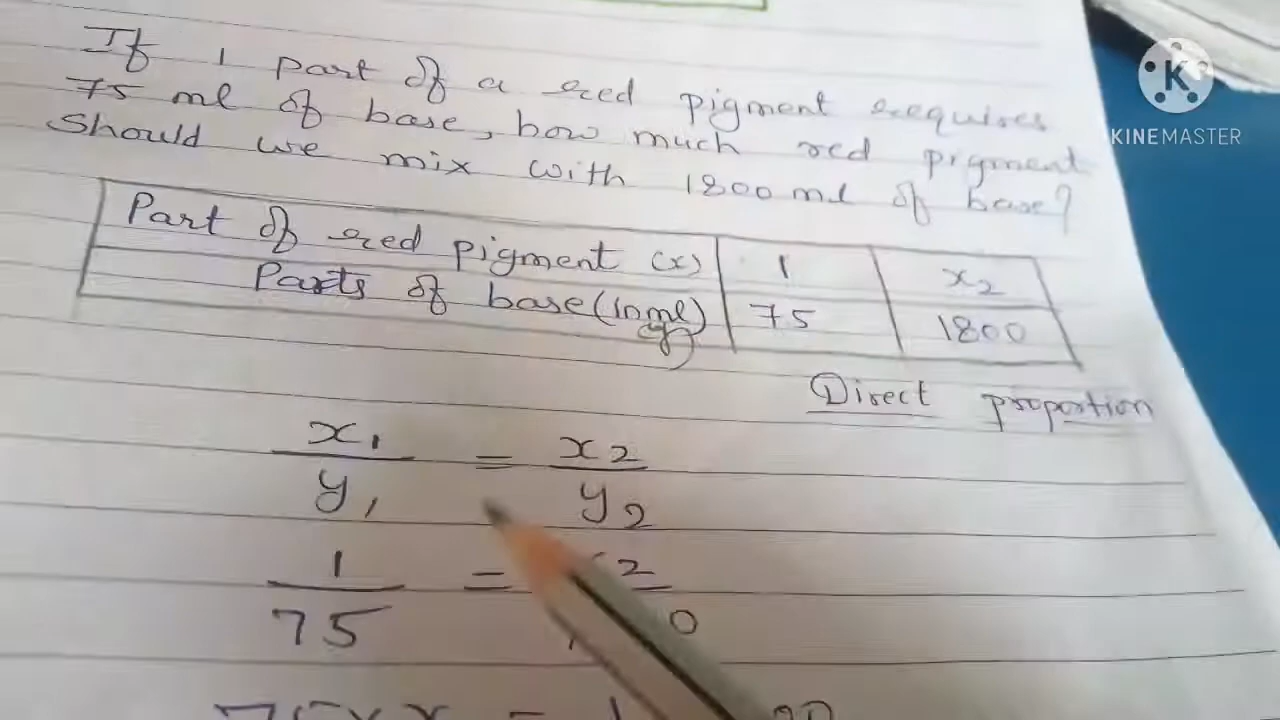 If 1 part of a red pigment requires
75 ml of base, how much red pigment
should we mix with 1800 ml of base?
Part of red pigment (x) 1 x2
Parts of base (in ml) 75 1800
y
Direct proportion
x1 = x2
y1 y2
1 = 2
75 0
K
KINEMASTER